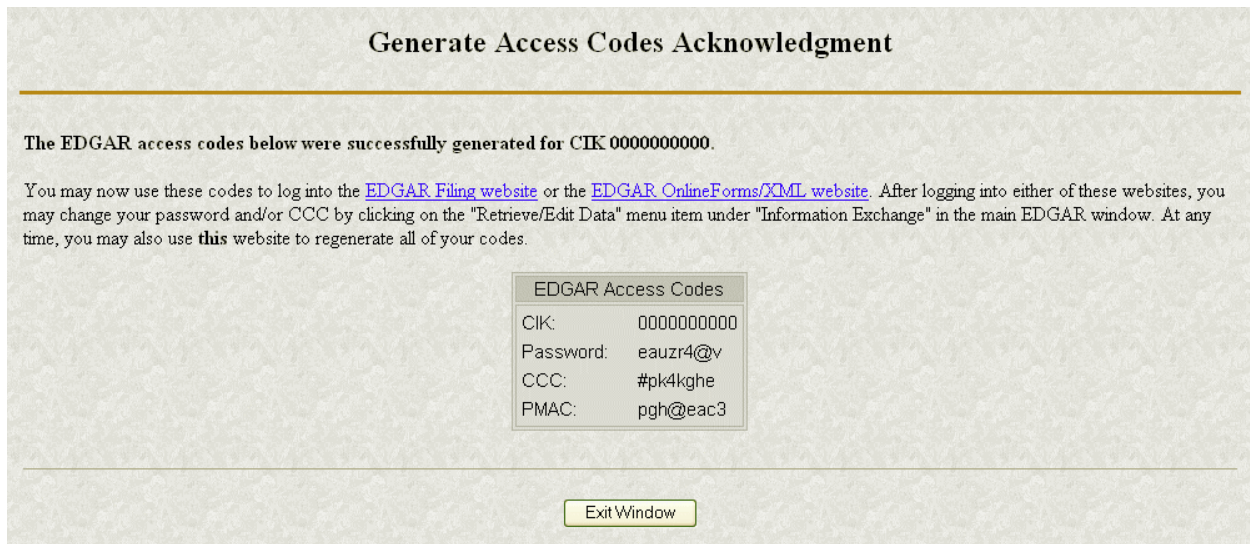 Generate Access Codes Acknowledgment
The EDGAR access codes below were successfully generated for CIK 0000000000.
You may now use these codes to log into the EDGAR Filing website or the EDGAR OnlineForms/XML website. After logging into either of these websites, you
may change your password and/or CCC by clicking on the "Retrieve/Edit Data" menu item under "Information Exchange" in the main EDGAR window. At any
time, you may also use this website to regenerate all of your codes.
EDGAR Access Codes
CIK: 0000000000
Password: eauzr4@v
CCC: #pk4kghe
PMAC: pgh@eac3
Exit Window